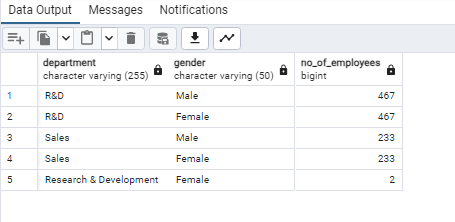 Data Output Messages Notifications
department gender no_of_employees
character varying (255) character varying (50) bigint
1 R&D Male 467
2 R&D Female 467
3 Sales Male 233
4 Sales Female 233
5 Research & Development Female 2